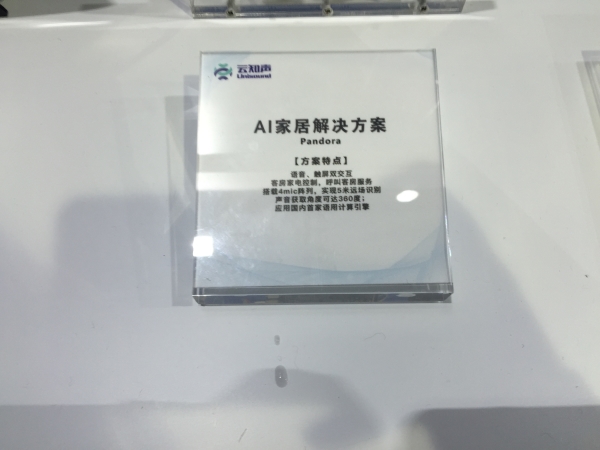 云知声
Unisound
AI家居解决方案
Pandora
【方案特点】
语音、触屏双交互
客房家电控制，呼叫客房服务
搭载4mic阵列，实现5米远场识别
声音获取角度可达360度；
应用国内首家语用计算引擎